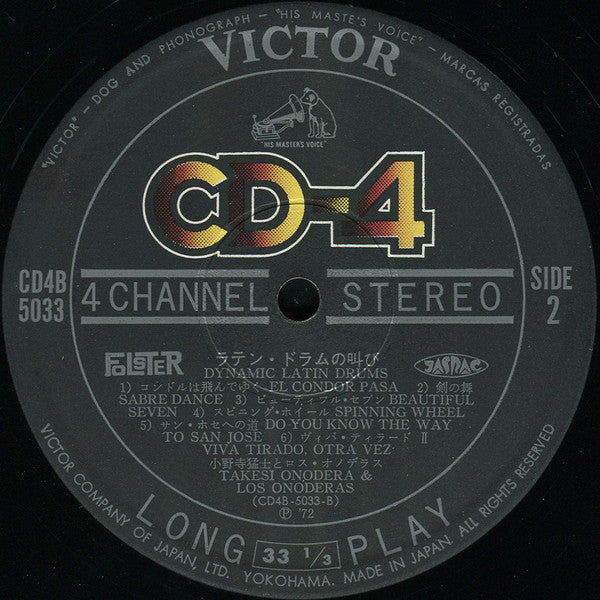 "VICTOR" – DOG AND PHONOGRAPH – "HIS MASTE'S VOICE" – MARCAS REGISTRADAS
VICTOR
"HIS MASTER'S VOICE"
CD-4
CD4B
5033
4 CHANNEL
STEREO
SIDE
2
FOLSTER
JASRAC
ラテン・ドラムの叫び
DYNAMIC LATIN DRUMS
1) コンドルは飛んでゆく EL CONDOR PASA 2) 剣の舞
SABRE DANCE 3) ビューティフル・セブン BEAUTIFUL
SEVEN 4) スピニング・ホイール SPINNING WHEEL
5) サン・ホセへの道 DO YOU KNOW THE WAY
TO SAN JOSE 6) ヴィバ・ティラード II
VIVA TIRADO, OTRA VEZ
小野寺猛士とロス・オノデラス
TAKESI ONODERA &
LOS ONODERAS
(CD4B-5033-B)
Ⓟ '72
LONG 33 1/3 PLAY
VICTOR COMPANY OF JAPAN, LTD. YOKOHAMA. MADE IN JAPAN. ALL RIGHTS RESERVED